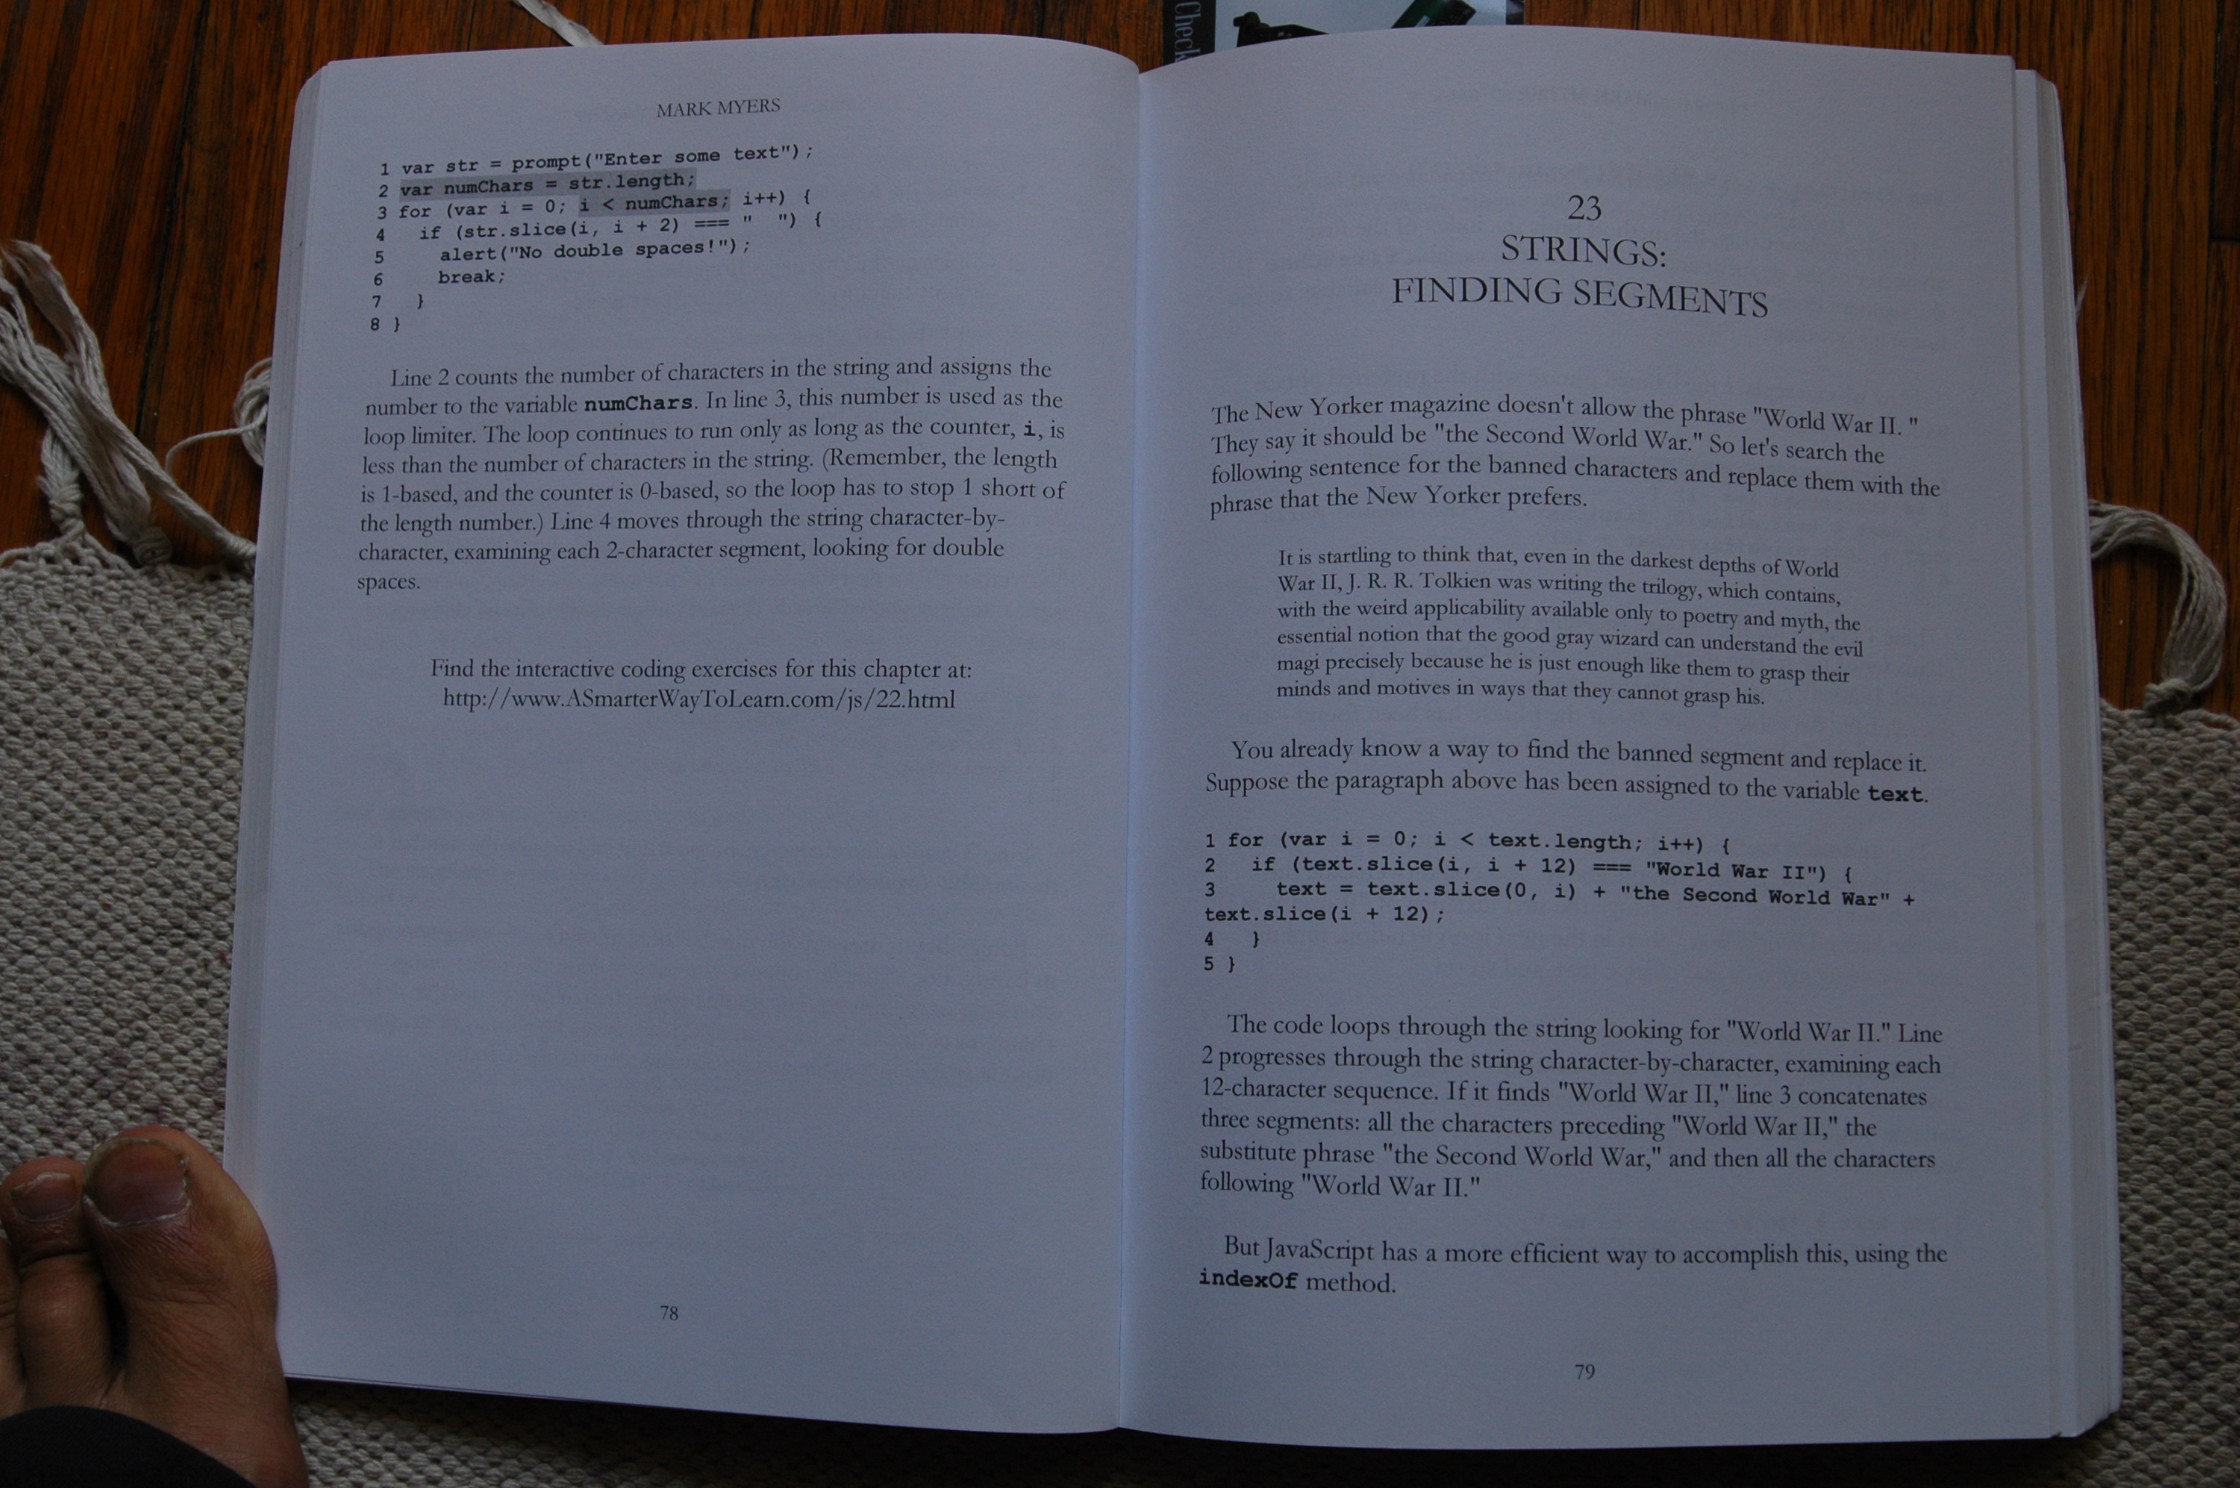 MARK MYERS
1 var str = prompt("Enter some text");
2 var numChars = str.length;
3 for (var i = 0; i < numChars; i++) {
4   if (str.slice(i, i + 2) === "  ") {
5     alert("No double spaces!");
6     break;
7   }
8 }
Line 2 counts the number of characters in the string and assigns the
number to the variable numChars. In line 3, this number is used as the
loop limiter. The loop continues to run only as long as the counter, i, is
less than the number of characters in the string. (Remember, the length
is 1-based, and the counter is 0-based, so the loop has to stop 1 short of
the length number.) Line 4 moves through the string character-by-
character, examining each 2-character segment, looking for double
spaces.
Find the interactive coding exercises for this chapter at:
http://www.ASmarterWayToLearn.com/js/22.html
78
23
STRINGS:
FINDING SEGMENTS
The New Yorker magazine doesn't allow the phrase "World War II. "
They say it should be "the Second World War." So let's search the
following sentence for the banned characters and replace them with the
phrase that the New Yorker prefers.
It is startling to think that, even in the darkest depths of World
War II, J. R. R. Tolkien was writing the trilogy, which contains,
with the weird applicability available only to poetry and myth, the
essential notion that the good gray wizard can understand the evil
magi precisely because he is just enough like them to grasp their
minds and motives in ways that they cannot grasp his.
You already know a way to find the banned segment and replace it.
Suppose the paragraph above has been assigned to the variable text.
1 for (var i = 0; i < text.length; i++) {
2   if (text.slice(i, i + 12) === "World War II") {
3     text = text.slice(0, i) + "the Second World War" +
text.slice(i + 12);
4   }
5 }
The code loops through the string looking for "World War II." Line
2 progresses through the string character-by-character, examining each
12-character sequence. If it finds "World War II," line 3 concatenates
three segments: all the characters preceding "World War II," the
substitute phrase "the Second World War," and then all the characters
following "World War II."
But JavaScript has a more efficient way to accomplish this, using the
indexOf method.
79
Check